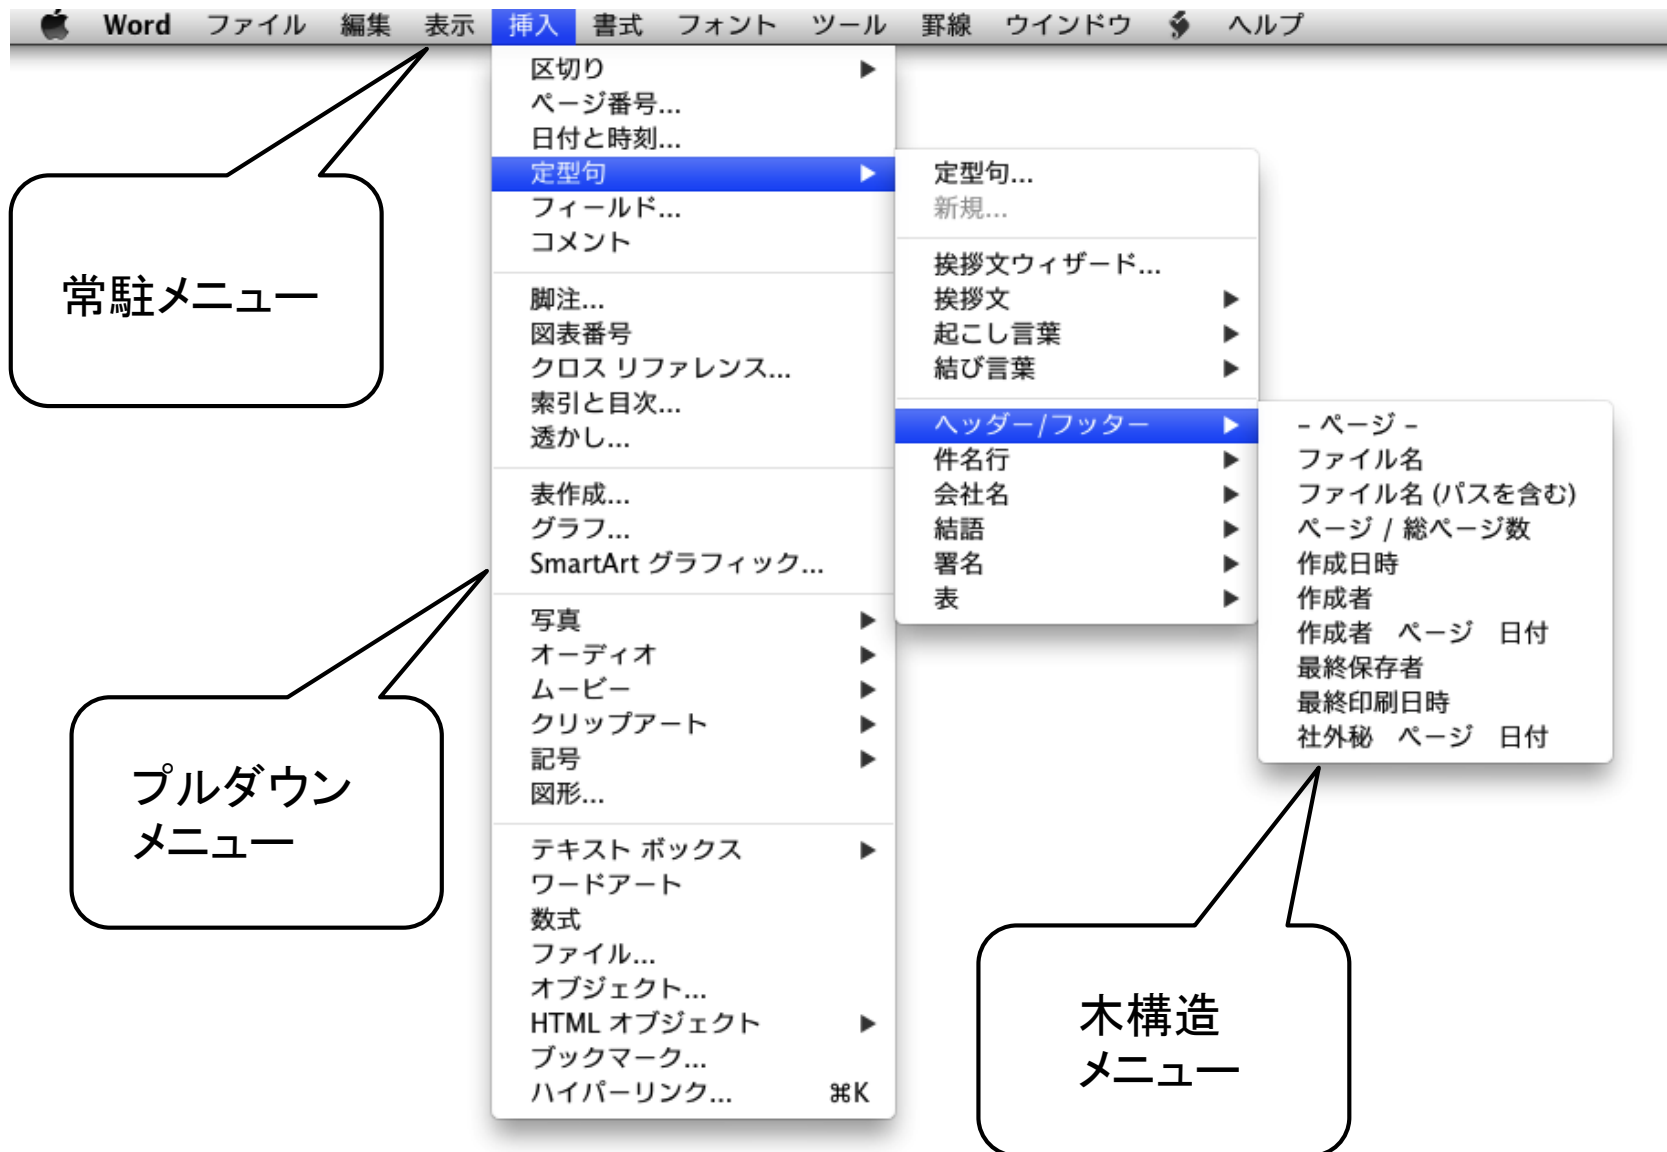 Word ファイル 編集 表示 挿入 書式 フォント ツール 罫線 ウインドウ ヘルプ
区切り
ページ番号...
日付と時刻...
定型句
フィールド...
コメント
脚注...
図表番号
クロス リファレンス...
索引と目次...
透かし...
表作成...
グラフ...
SmartArt グラフィック...
写真
オーディオ
ムービー
クリップアート
記号
図形...
テキスト ボックス
ワードアート
数式
ファイル...
オブジェクト...
HTML オブジェクト
ブックマーク...
ハイパーリンク... ⌘K
定型句...
新規...
挨拶文ウィザード...
挨拶文
起こし言葉
結び言葉
ヘッダー/フッター
件名行
会社名
結語
署名
表
– ページ –
ファイル名
ファイル名 (パスを含む)
ページ / 総ページ数
作成日時
作成者
作成者　ページ　日付
最終保存者
最終印刷日時
社外秘　ページ　日付
常駐メニュー
プルダウン
メニュー
木構造
メニュー